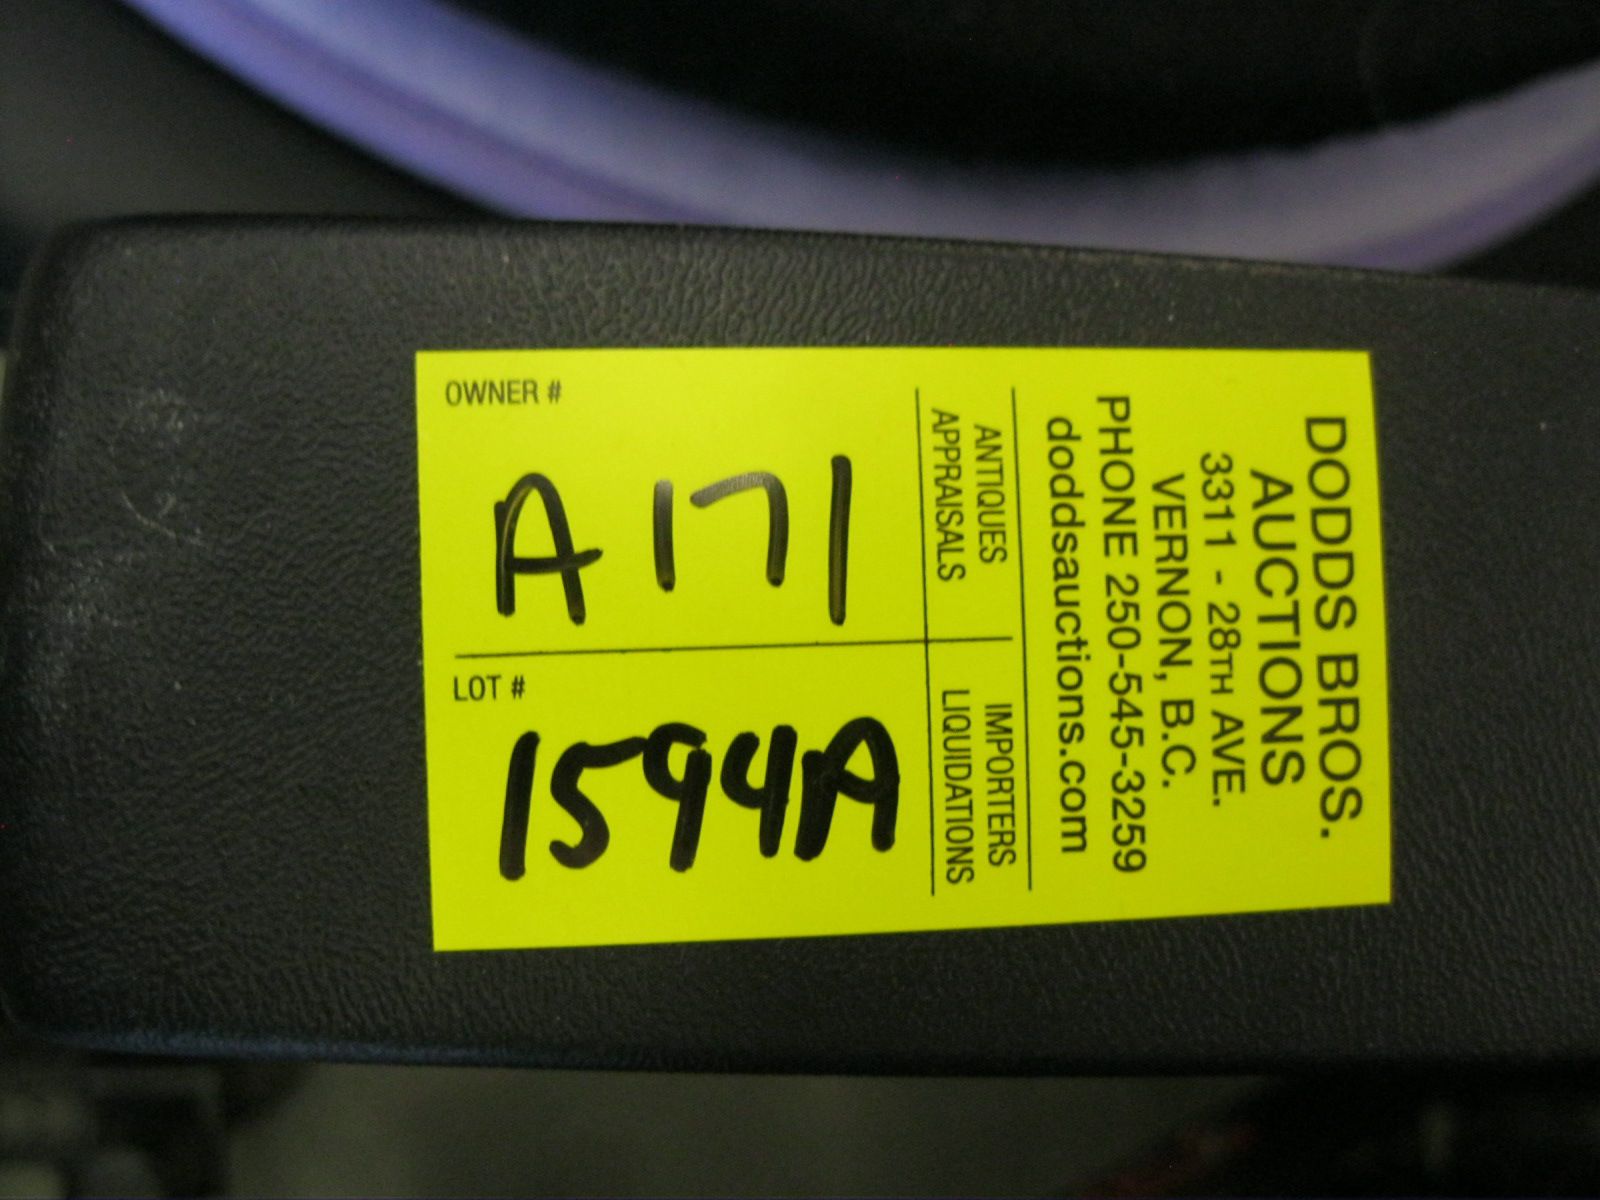 DODDS BROS.
AUCTIONS
3311 - 28TH AVE.
VERNON, B.C.
PHONE 250-545-3259
doddsauctions.com
ANTIQUES
APPRAISALS
IMPORTERS
LIQUIDATIONS
OWNER #
A171
LOT #
1594A